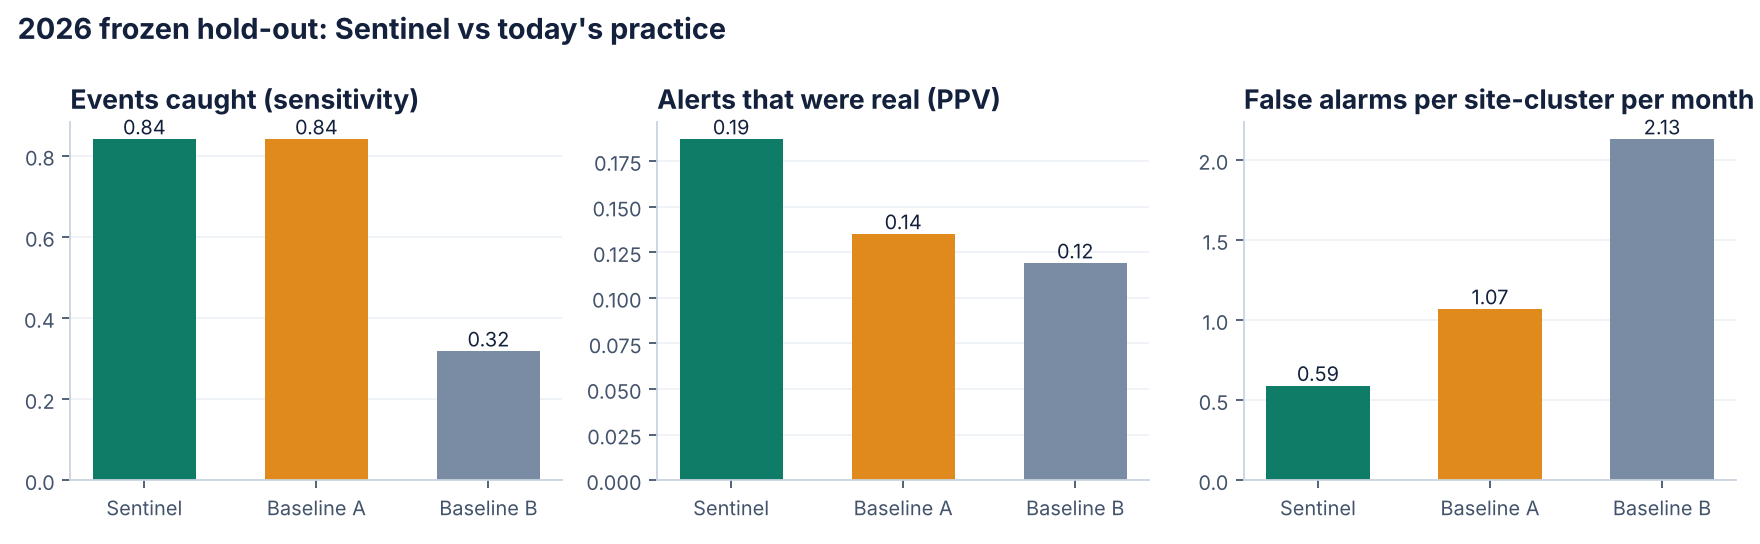 2026 frozen hold-out: Sentinel vs today's practice
Events caught (sensitivity)
0.84
0.84
0.32
0.8
0.6
0.4
0.2
0.0
Sentinel
Baseline A
Baseline B
Alerts that were real (PPV)
0.19
0.14
0.12
0.175
0.150
0.125
0.100
0.075
0.050
0.025
0.000
Sentinel
Baseline A
Baseline B
False alarms per site-cluster per month
2.13
1.07
0.59
2.0
1.5
1.0
0.5
0.0
Sentinel
Baseline A
Baseline B